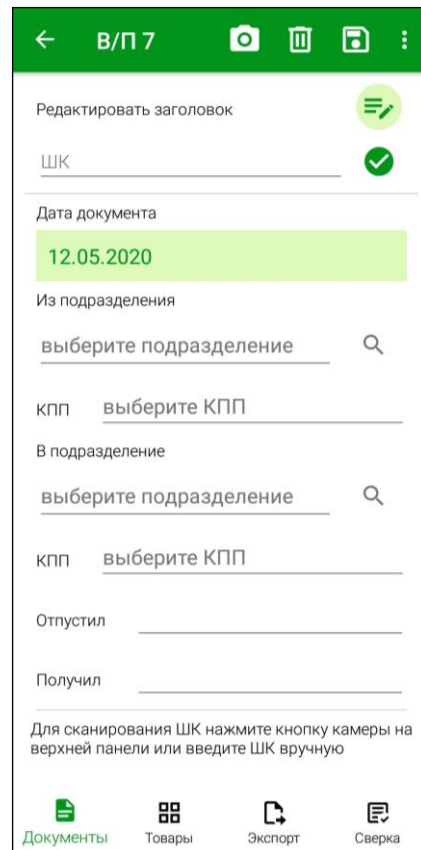 В/П 7
Редактировать заголовок
ШК
Дата документа
12.05.2020
Из подразделения
выберите подразделение
КПП выберите КПП
В подразделение
выберите подразделение
КПП выберите КПП
Отпустил
Получил
Для сканирования ШК нажмите кнопку камеры на
верхней панели или введите ШК вручную
Документы Товары Экспорт Сверка